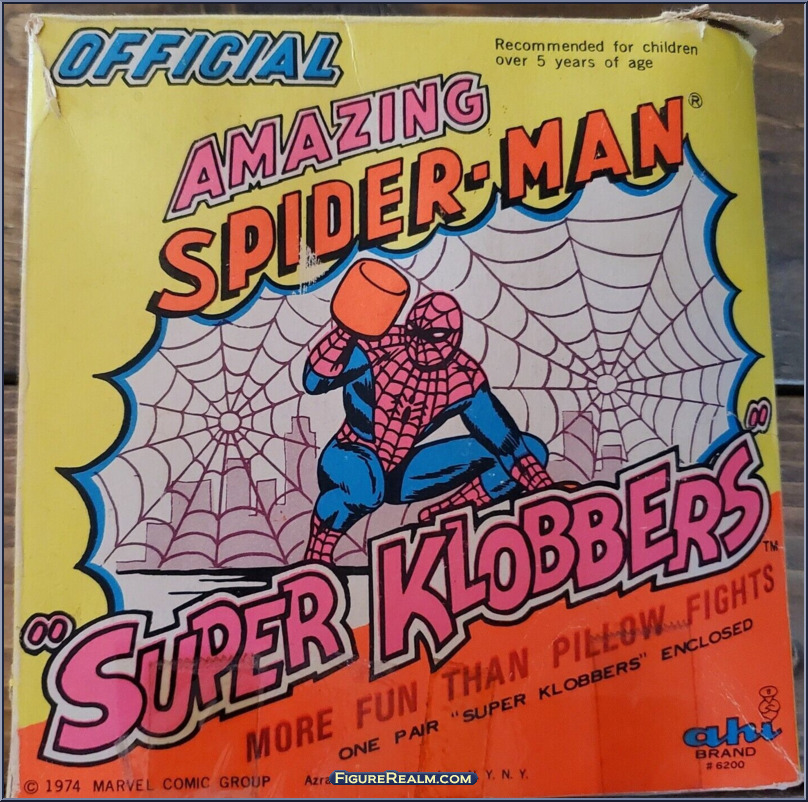 OFFICIAL
Recommended for children
over 5 years of age
AMAZING
SPIDER-MAN®
"SUPER KLOBBERS"™
MORE FUN THAN PILLOW FIGHTS
ONE PAIR "SUPER KLOBBERS" ENCLOSED
ahi
BRAND
#6200
© 1974 MARVEL COMIC GROUP
Y. N. Y.
FIGUREREALM.COM